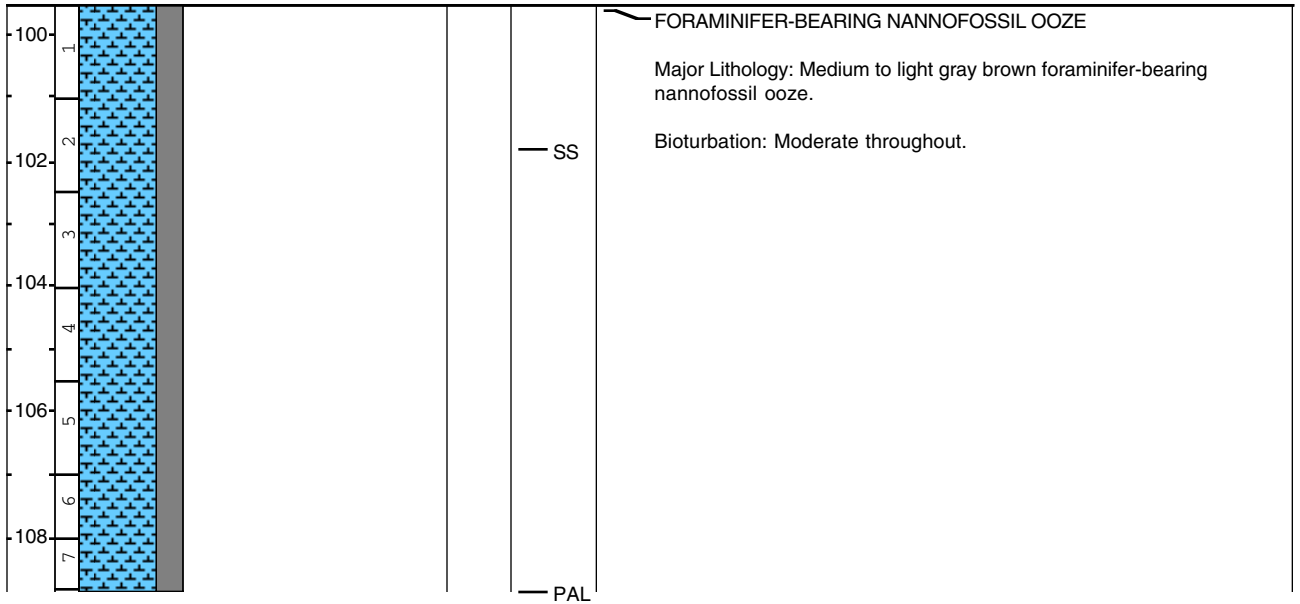 FORAMINIFER-BEARING NANNOFOSSIL OOZE
100
1
Major Lithology: Medium to light gray brown foraminifer-bearing
nannofossil ooze.
2
SS
Bioturbation: Moderate throughout.
102
3
104
4
106
5
6
108
7
PAL